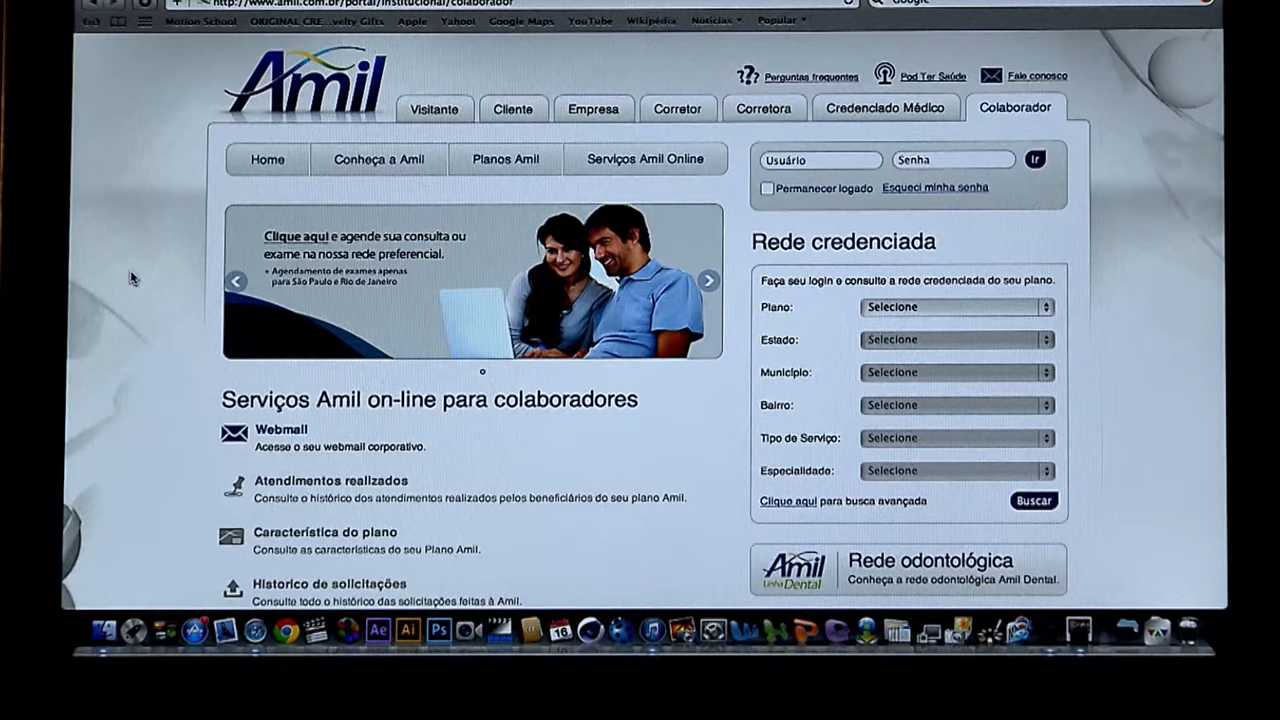 http://www.amil.com.br/portal/institucional/colaborador
Google
Motion School ORIGINAL CRE...velty Gifts Apple Yahoo! Google Maps YouTube Wikipédia Notícias Popular
Amil
??? Perguntas frequentes Pod Ter Saúde Fale conosco
Visitante Cliente Empresa Corretor Corretora Credenciado Médico Colaborador
Home Conheça a Amil Planos Amil Serviços Amil Online
Usuário Senha Ir
Permanecer logado Esqueci minha senha
Clique aqui e agende sua consulta ou
exame na nossa rede preferencial.
• Agendamento de exames apenas
para São Paulo e Rio de Janeiro
Rede credenciada
Faça seu login e consulte a rede credenciada do seu plano.
Plano: Selecione
Estado: Selecione
Município: Selecione
Bairro: Selecione
Tipo de Serviço: Selecione
Especialidade: Selecione
Clique aqui para busca avançada Buscar
Serviços Amil on-line para colaboradores
Webmail
Acesse o seu webmail corporativo.
Atendimentos realizados
Consulte o histórico dos atendimentos realizados pelos beneficiários do seu plano Amil.
Característica do plano
Consulte as características do seu Plano Amil.
Historico de solicitações
Consulte todo o histórico das solicitações feitas à Amil.
Amil
Linha Dental
Rede odontológica
Conheça a rede odontológica Amil Dental.
Ae Ai Ps 16